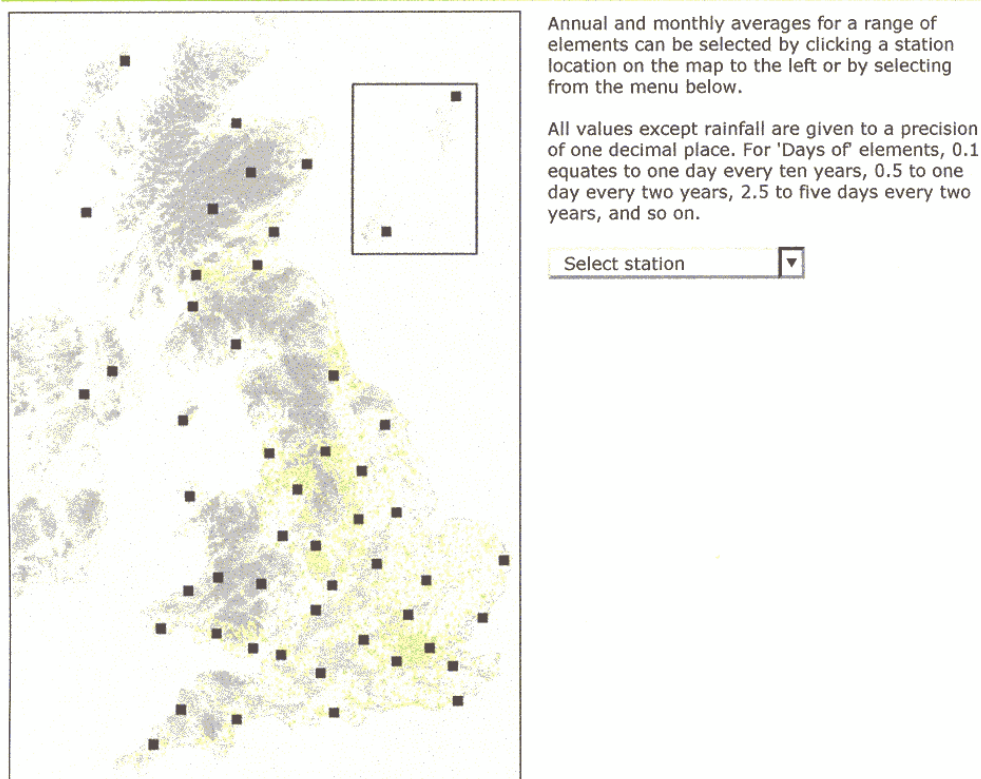 Annual and monthly averages for a range of
elements can be selected by clicking a station
location on the map to the left or by selecting
from the menu below.
All values except rainfall are given to a precision
of one decimal place. For 'Days of' elements, 0.1
equates to one day every ten years, 0.5 to one
day every two years, 2.5 to five days every two
years, and so on.
Select station